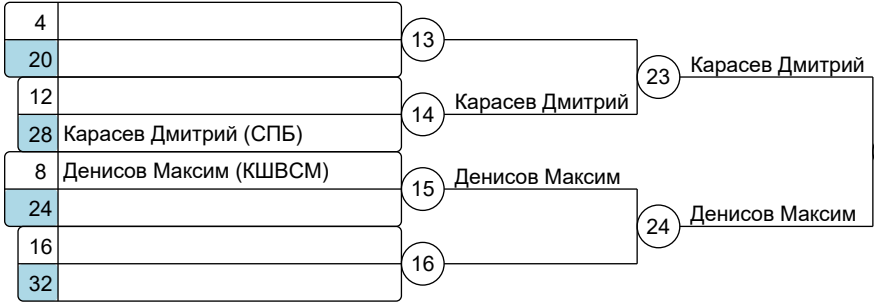 4
13
20
23 Карасев Дмитрий
12
14 Карасев Дмитрий
28 Карасев Дмитрий (СПБ)
8 Денисов Максим (КШВСМ)
15 Денисов Максим
24
24 Денисов Максим
16
16
32